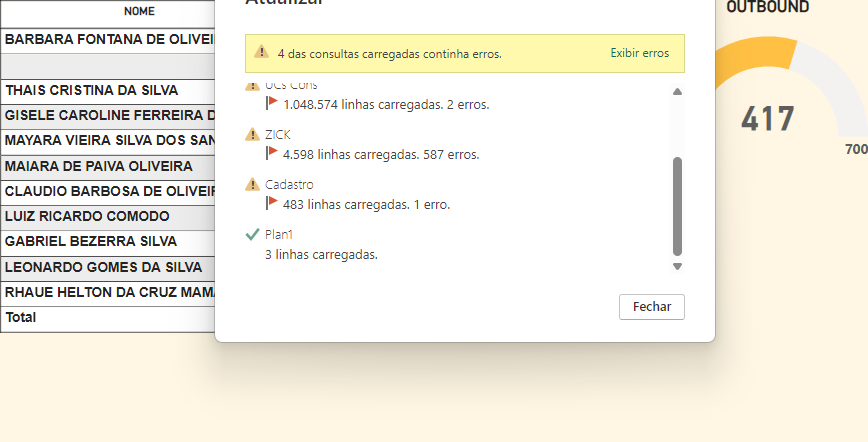 NOME
BARBARA FONTANA DE OLIVEI
THAIS CRISTINA DA SILVA
GISELE CAROLINE FERREIRA D
MAYARA VIEIRA SILVA DOS SAN
MAIARA DE PAIVA OLIVEIRA
CLAUDIO BARBOSA DE OLIVEIR
LUIZ RICARDO COMODO
GABRIEL BEZERRA SILVA
LEONARDO GOMES DA SILVA
RHAUE HELTON DA CRUZ MAMA
Total
Atualizar
4 das consultas carregadas continha erros.
Exibir erros
UCs Cons
1.048.574 linhas carregadas. 2 erros.
ZICK
4.598 linhas carregadas. 587 erros.
Cadastro
483 linhas carregadas. 1 erro.
Plan1
3 linhas carregadas.
Fechar
OUTBOUND
417
700